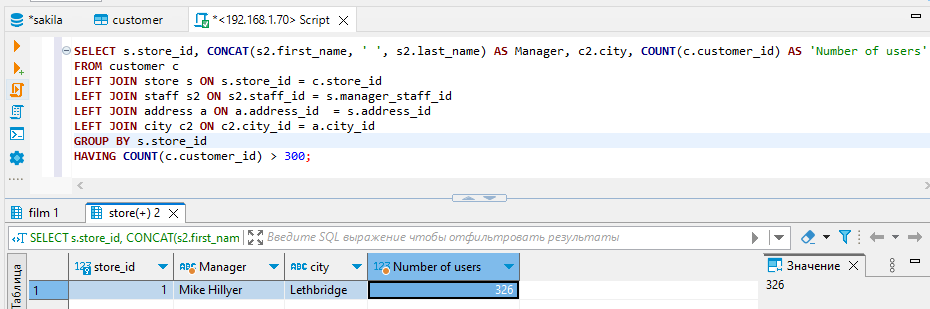 *sakila customer *<192.168.1.70> Script
SELECT s.store_id, CONCAT(s2.first_name, ' ', s2.last_name) AS Manager, c2.city, COUNT(c.customer_id) AS 'Number of users'
FROM customer c
LEFT JOIN store s ON s.store_id = c.store_id
LEFT JOIN staff s2 ON s2.staff_id = s.manager_staff_id
LEFT JOIN address a ON a.address_id  = s.address_id
LEFT JOIN city c2 ON c2.city_id = a.city_id
GROUP BY s.store_id
HAVING COUNT(c.customer_id) > 300;
film 1 store(+) 2
SELECT s.store_id, CONCAT(s2.first_nam Введите SQL выражение чтобы отфильтровать результаты
Таблица
store_id Manager city Number of users
1 1 Mike Hillyer Lethbridge 326
Значение
326